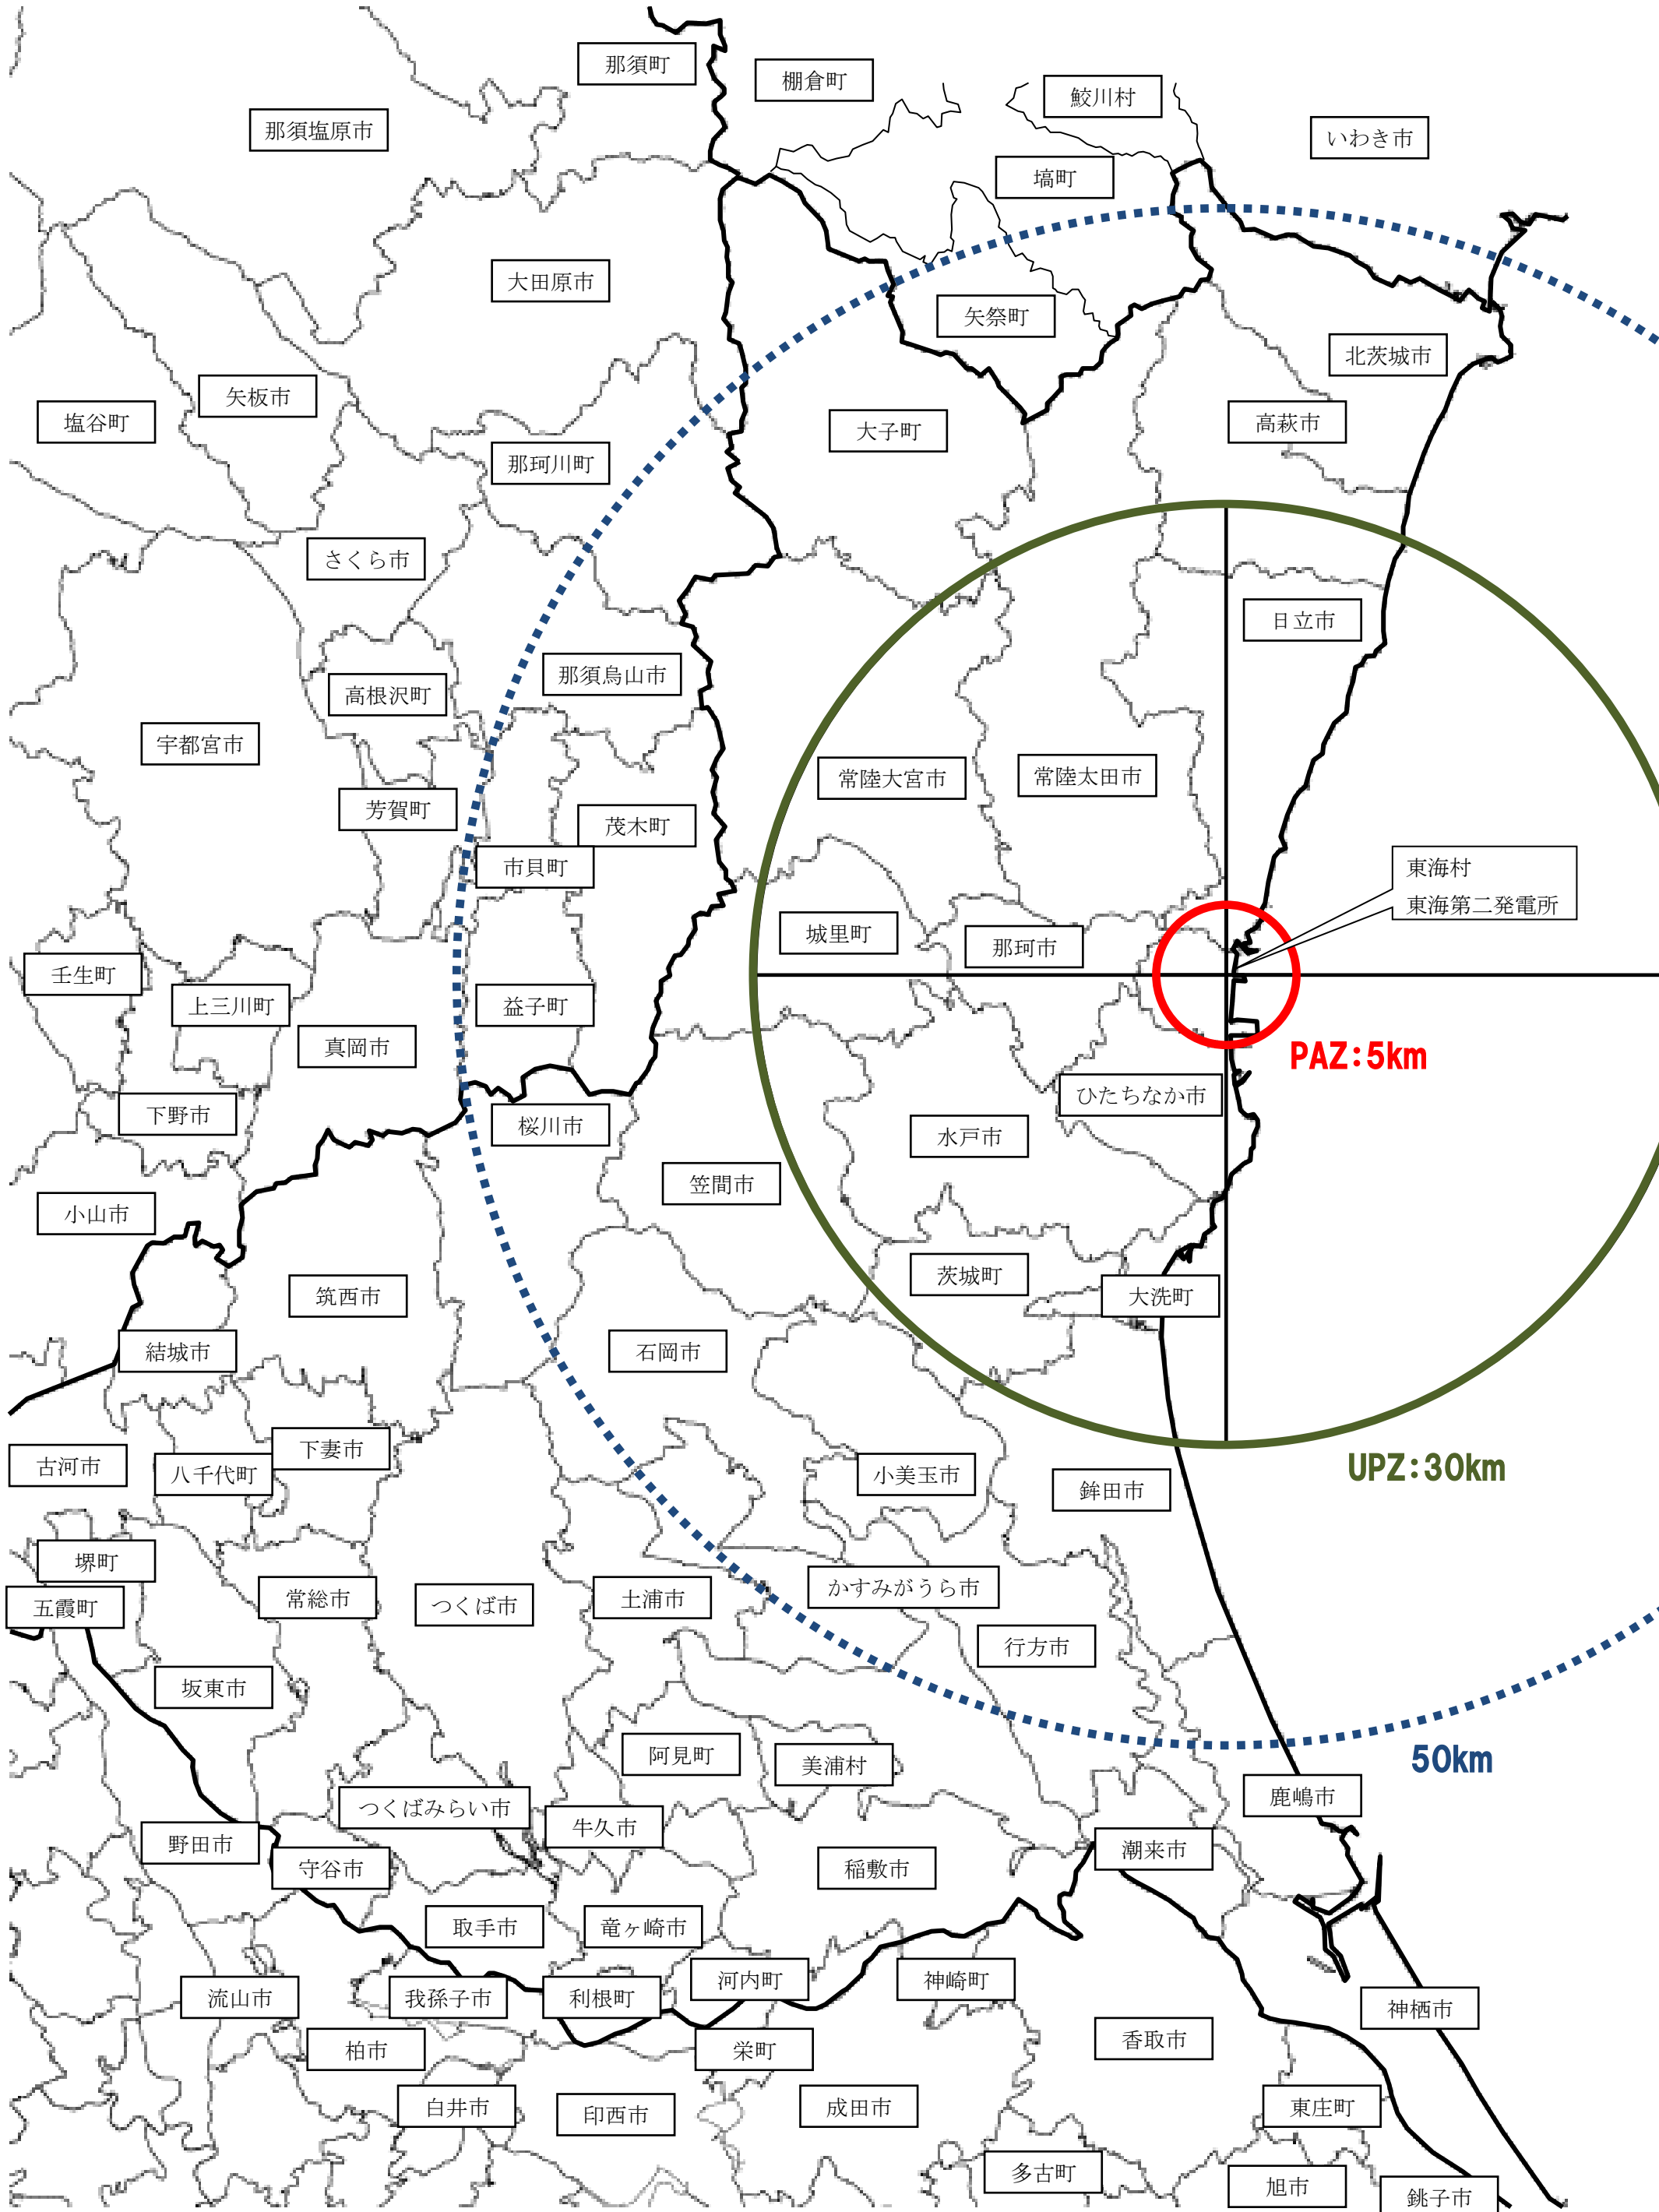 那須町
棚倉町
鮫川村
那須塩原市
いわき市
塙町
大田原市
矢祭町
北茨城市
矢板市
塩谷町
高萩市
大子町
那珂川町
さくら市
日立市
那須烏山市
高根沢町
宇都宮市
常陸大宮市
常陸太田市
芳賀町
茂木町
市貝町
東海村
東海第二発電所
城里町
那珂市
壬生町
上三川町
益子町
真岡市
PAZ:5km
ひたちなか市
下野市
桜川市
水戸市
笠間市
小山市
茨城町
筑西市
大洗町
結城市
石岡市
下妻市
古河市
八千代町
小美玉市
UPZ:30km
鉾田市
堺町
かすみがうら市
常総市
つくば市
土浦市
五霞町
行方市
坂東市
阿見町
美浦村
50km
鹿嶋市
つくばみらい市
牛久市
野田市
潮来市
守谷市
稲敷市
取手市
竜ヶ崎市
河内町
神崎町
流山市
我孫子市
利根町
神栖市
柏市
栄町
香取市
白井市
印西市
成田市
東庄町
多古町
旭市
銚子市